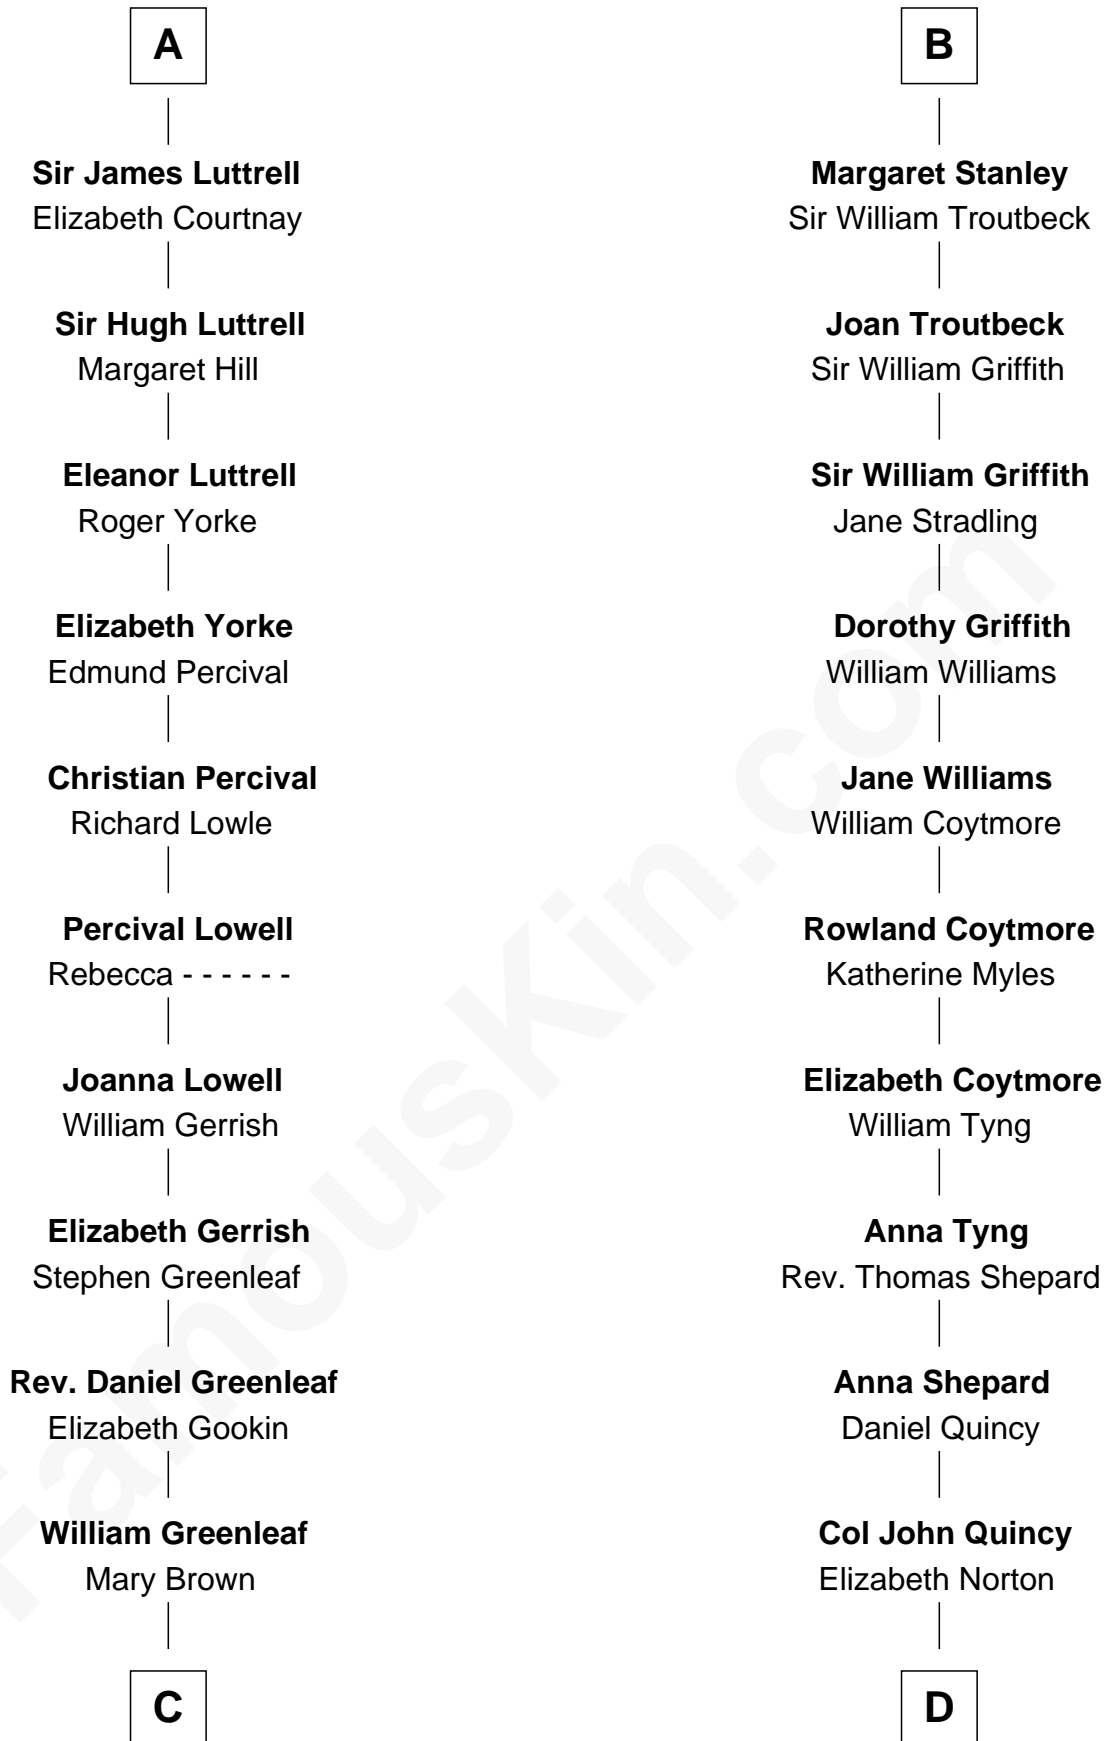 A
Sir James Luttrell
Elizabeth Courtnay
Sir Hugh Luttrell
Margaret Hill
Eleanor Luttrell
Roger Yorke
Elizabeth Yorke
Edmund Percival
Christian Percival
Richard Lowle
Percival Lowell
Rebecca - - - - - -
Joanna Lowell
William Gerrish
Elizabeth Gerrish
Stephen Greenleaf
Rev. Daniel Greenleaf
Elizabeth Gookin
William Greenleaf
Mary Brown
C
B
Margaret Stanley
Sir William Troutbeck
Joan Troutbeck
Sir William Griffith
Sir William Griffith
Jane Stradling
Dorothy Griffith
William Williams
Jane Williams
William Coytmore
Rowland Coytmore
Katherine Myles
Elizabeth Coytmore
William Tyng
Anna Tyng
Rev. Thomas Shepard
Anna Shepard
Daniel Quincy
Col John Quincy
Elizabeth Norton
D
FamousKin.com